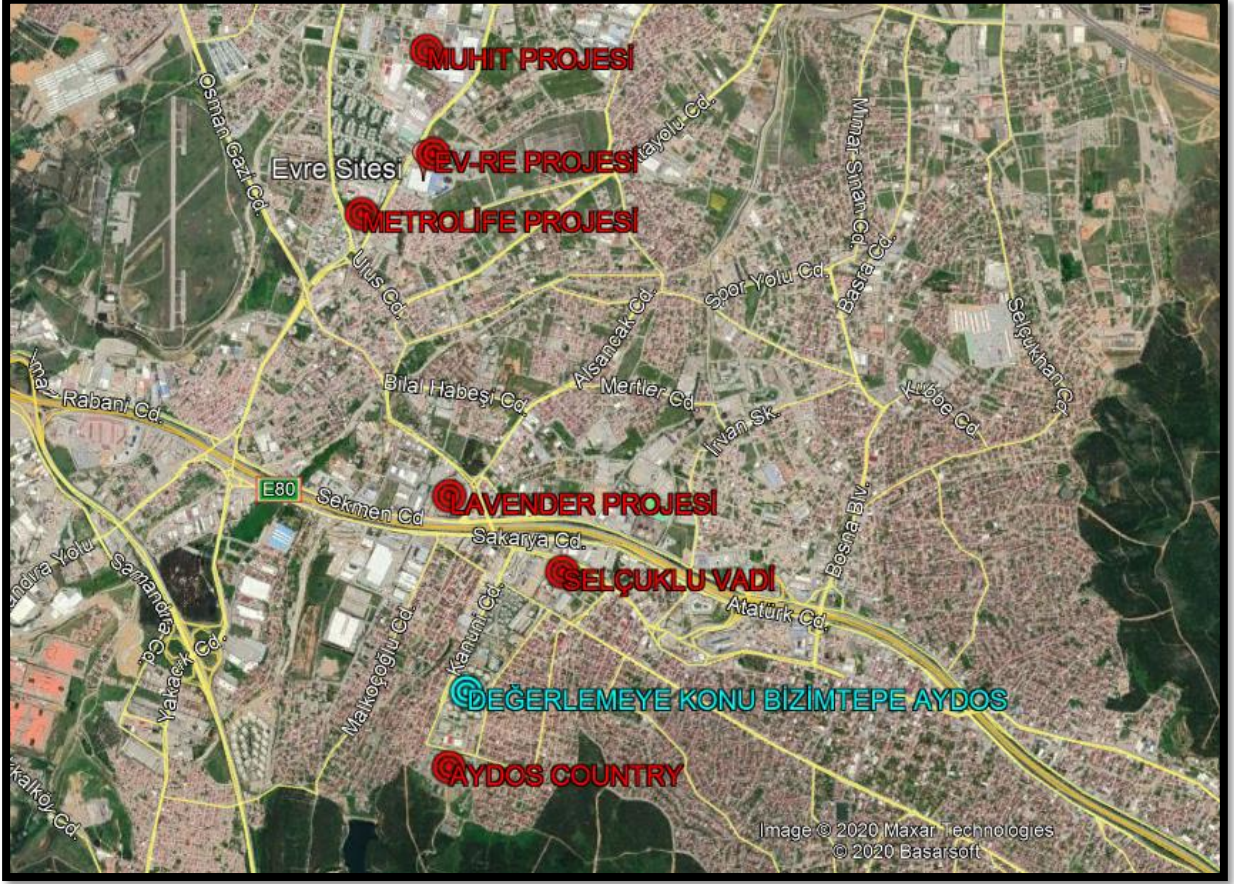 MUHIT PROJESİ
Osman Gazi Cd.
EV-RE PROJESİ
Evre Sitesi
METROLİFE PROJESİ
Mimar Sinan Cd.
Ulus Cd.
Basra Cd.
Spor Yolu Cd.
Selçukhan Cd.
Alsancak Cd.
Bilal Habeşi Cd.
Mertler Cd
Kubbe Cd
Rabani Cd.
İrvan Sk.
E80
Sekmen Cd
LAVENDER PROJESİ
Sakarya Cd.
Bosna Blv.
SELÇUKLU VADİ
Atatürk Cd.
Yolu
Kanuni Cd.
Malkoçoğlu Cd.
Yakacık Cd.
DEĞERLEMEYE KONU BİZİMTEPE AYDOS
AYDOS COUNTRY
Image © 2020 Maxar Technologies
© 2020 Basarsoft